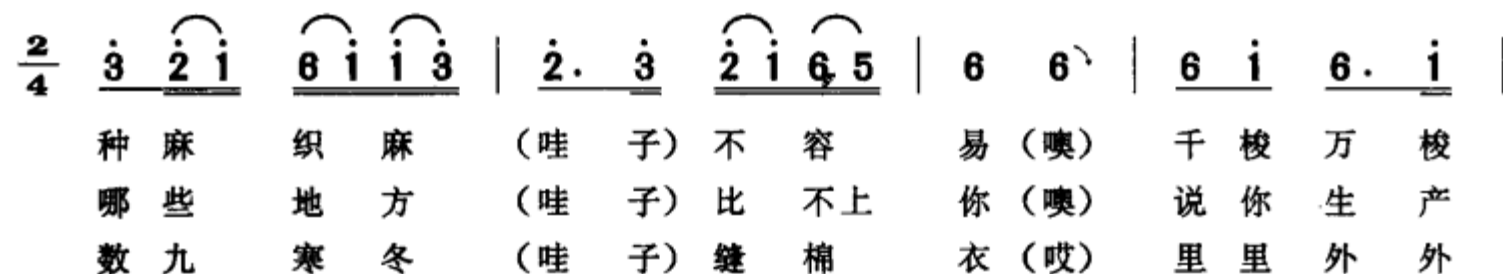 2/4 3 2 1 6 1 1 3 | 2. 3 2 1 6 5 | 6 6 | 6 1 6. 1 |
种麻 织麻 (哇 子) 不容 易 (噢) 千梭万梭
哪些 地方 (哇 子) 比不上 你 (噢) 说你生产
数九 寒冬 (哇 子) 缝棉 衣 (哎) 里里外外